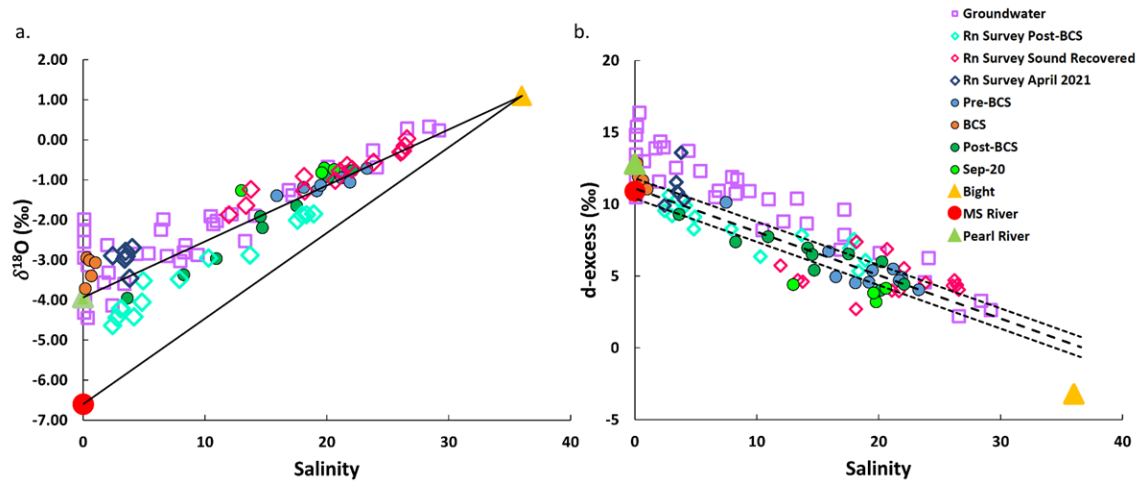 a.
δ18O (‰)
2.00
1.00
0.00
-1.00
-2.00
-3.00
-4.00
-5.00
-6.00
-7.00
0 10 20 30 40
Salinity
b.
d-excess (‰)
20
15
10
5
0
-5
0 10 20 30 40
Salinity
Groundwater
Rn Survey Post-BCS
Rn Survey Sound Recovered
Rn Survey April 2021
Pre-BCS
BCS
Post-BCS
Sep-20
Bight
MS River
Pearl River